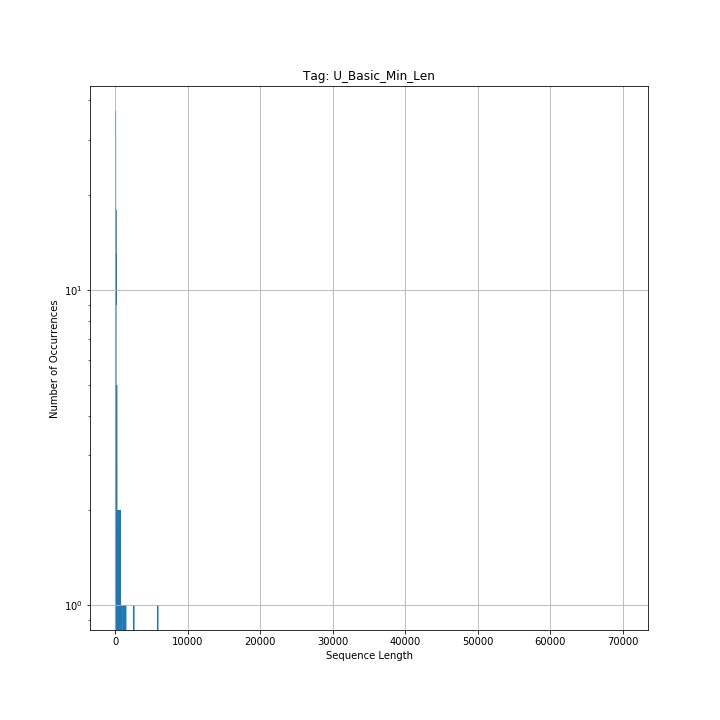 Tag: U_Basic_Min_Len
Number of Occurrences
10¹
10⁰
0 10000 20000 30000 40000 50000 60000 70000
Sequence Length